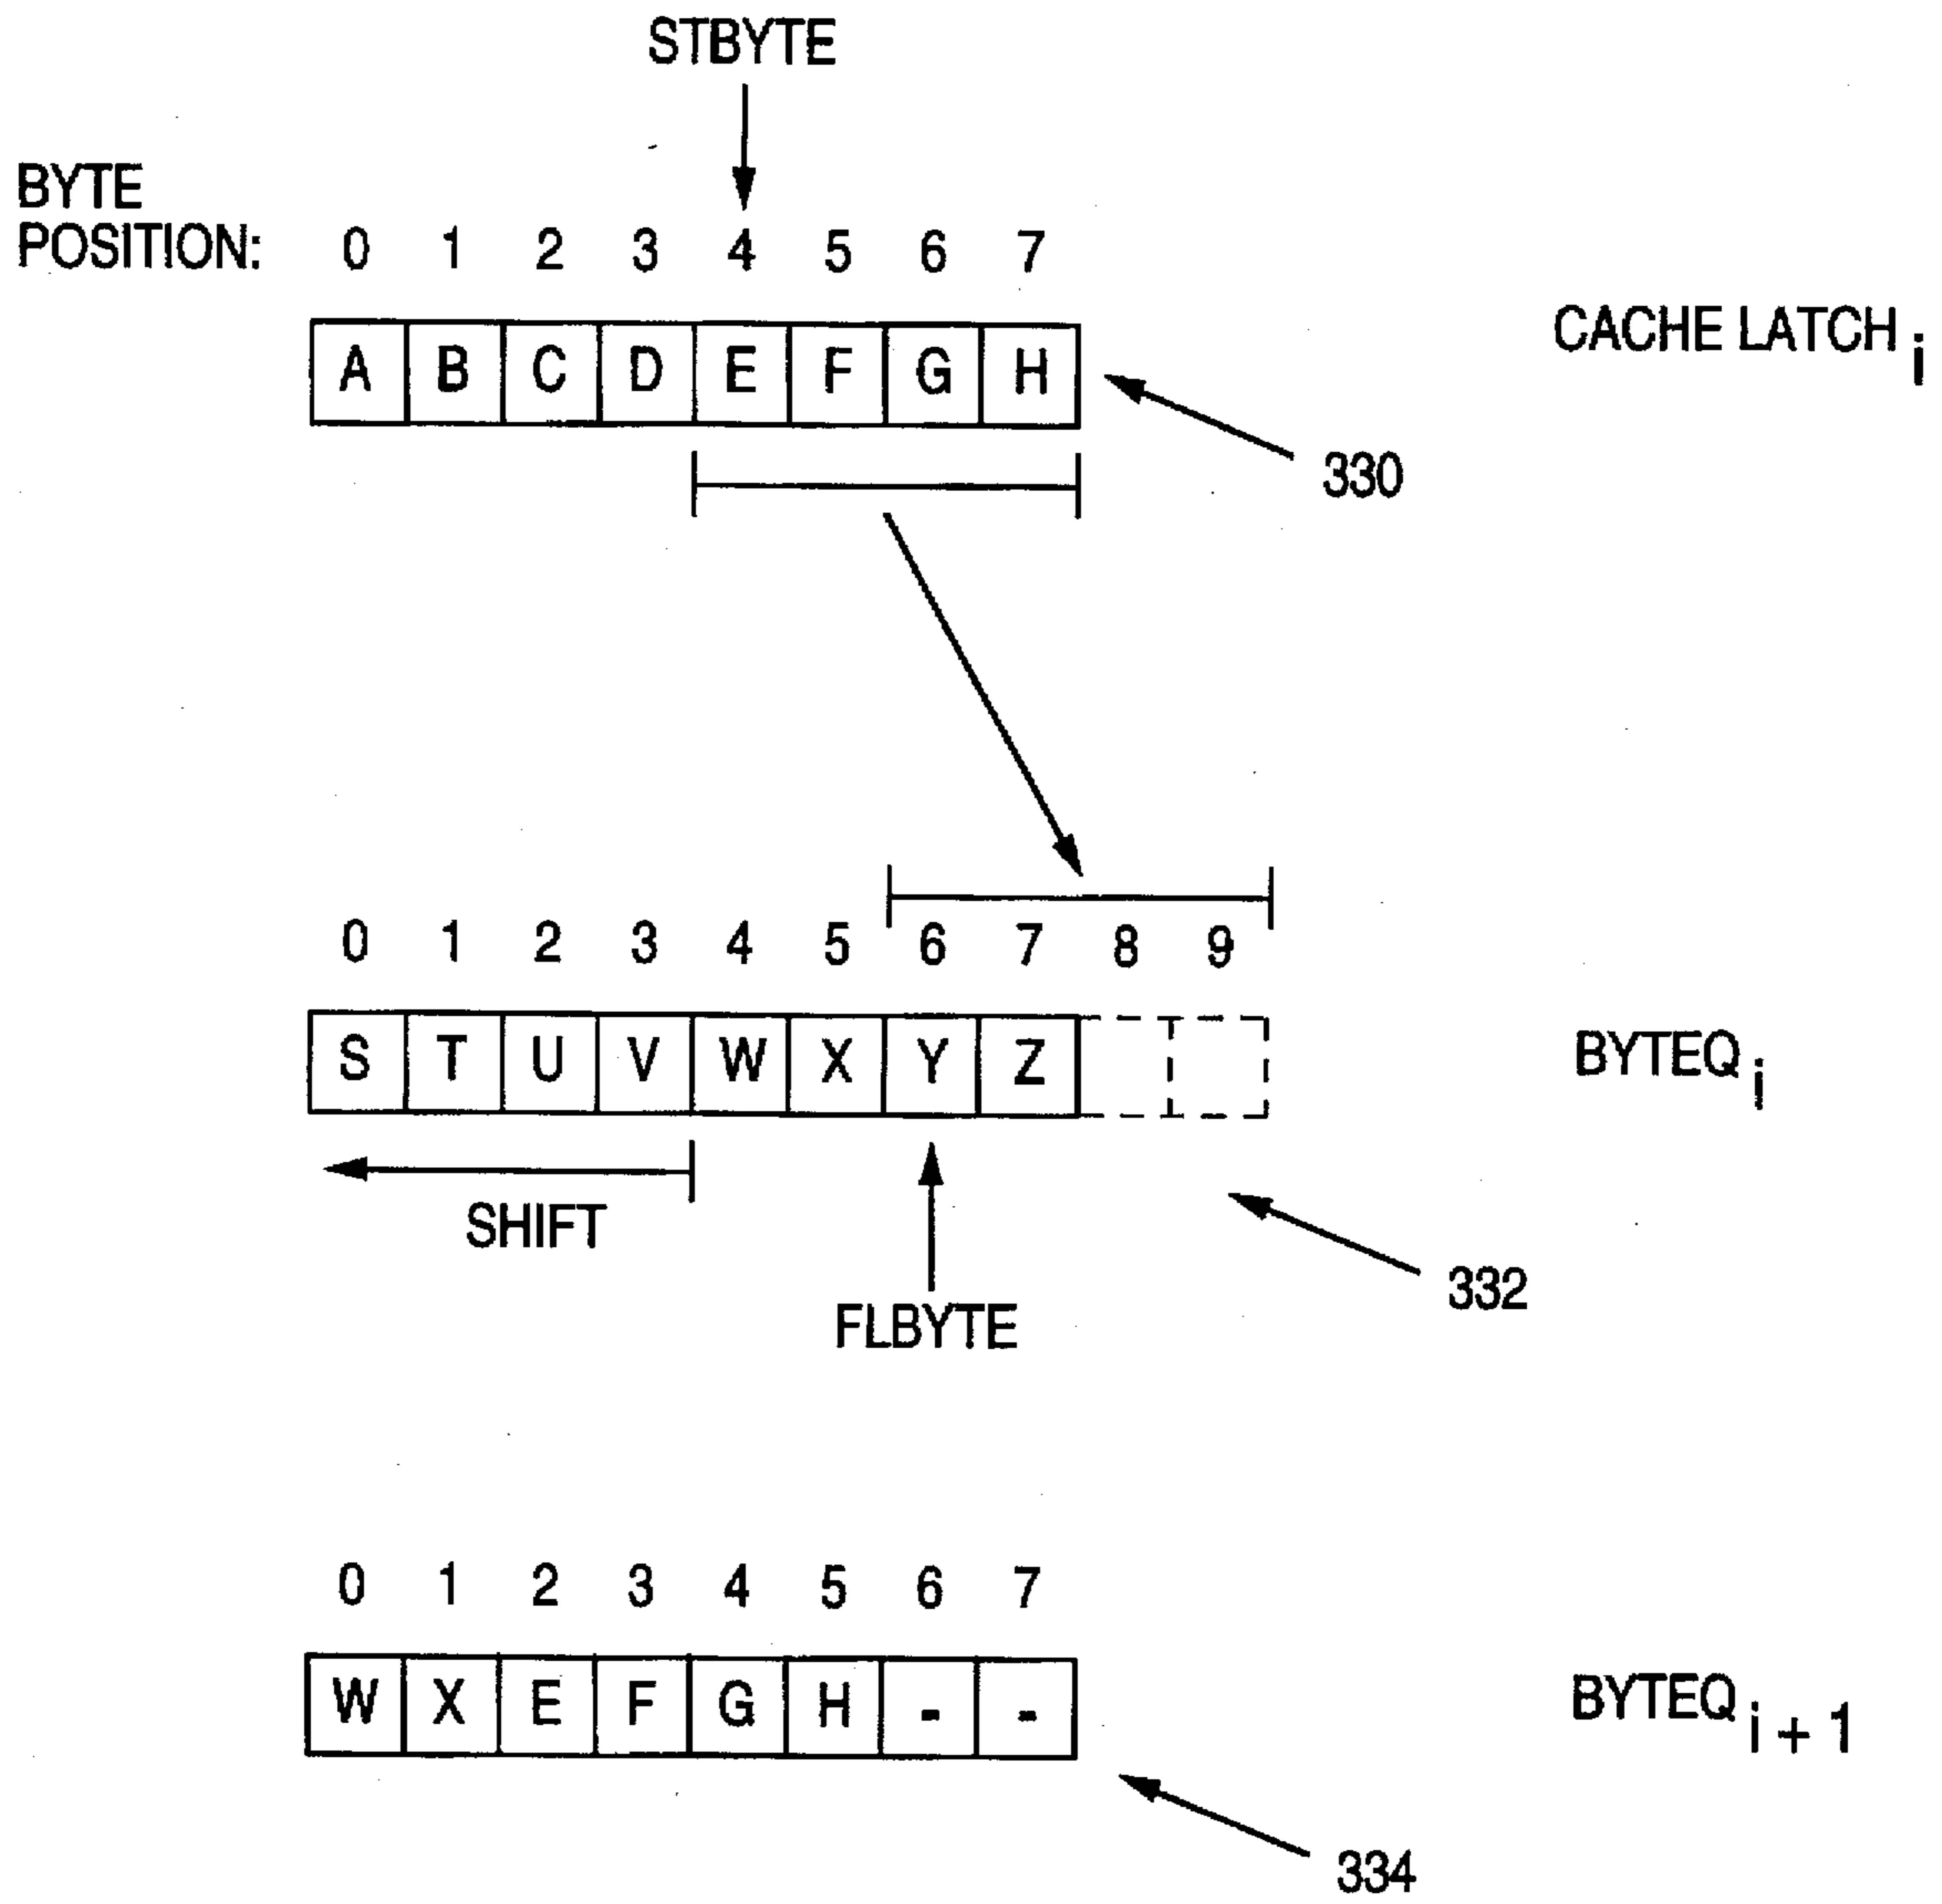 STBYTE
BYTE
POSITION: 0 1 2 3 4 5 6 7
A B C D E F G H
CACHE LATCH i
330
0 1 2 3 4 5 6 7 8 9
S T U V W X Y Z
BYTEQ i
SHIFT
332
FLBYTE
0 1 2 3 4 5 6 7
W X E F G H - -
BYTEQ i + 1
334